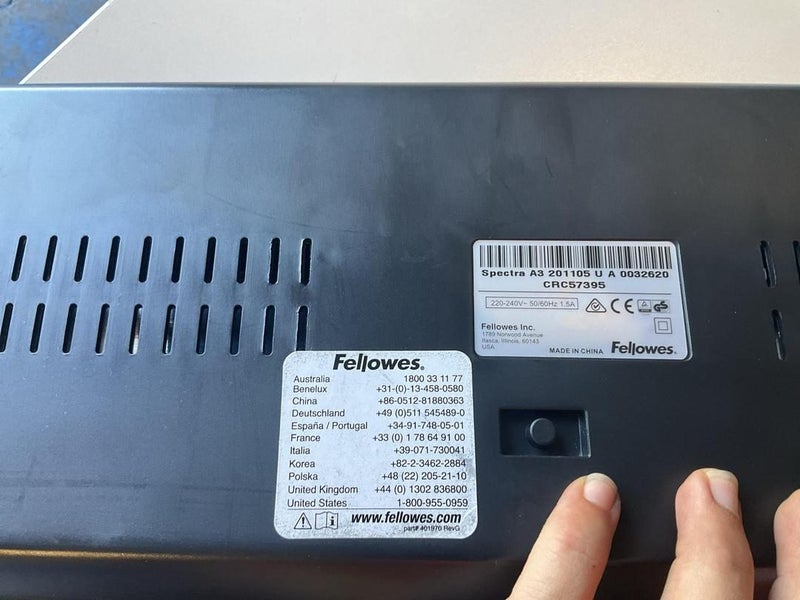 Spectra A3 201105 U A 0032620
CRC57395
220-240V~ 50/60Hz 1.5A
CE
GS
Fellowes Inc.
1789 Norwood Avenue
Itasca, Illinois, 60143
USA
MADE IN CHINA Fellowes®
Fellowes®
Australia 1800 33 11 77
Benelux +31-(0)-13-458-0580
China +86-0512-81880363
Deutschland +49 (0)511 545489-0
España / Portugal +34-91-748-05-01
France +33 (0) 1 78 64 91 00
Italia +39-071-730041
Korea +82-2-3462-2884
Polska +48 (22) 205-21-10
United Kingdom +44 (0) 1302 836800
United States 1-800-955-0959
www.fellowes.com
part# 401970 RevG